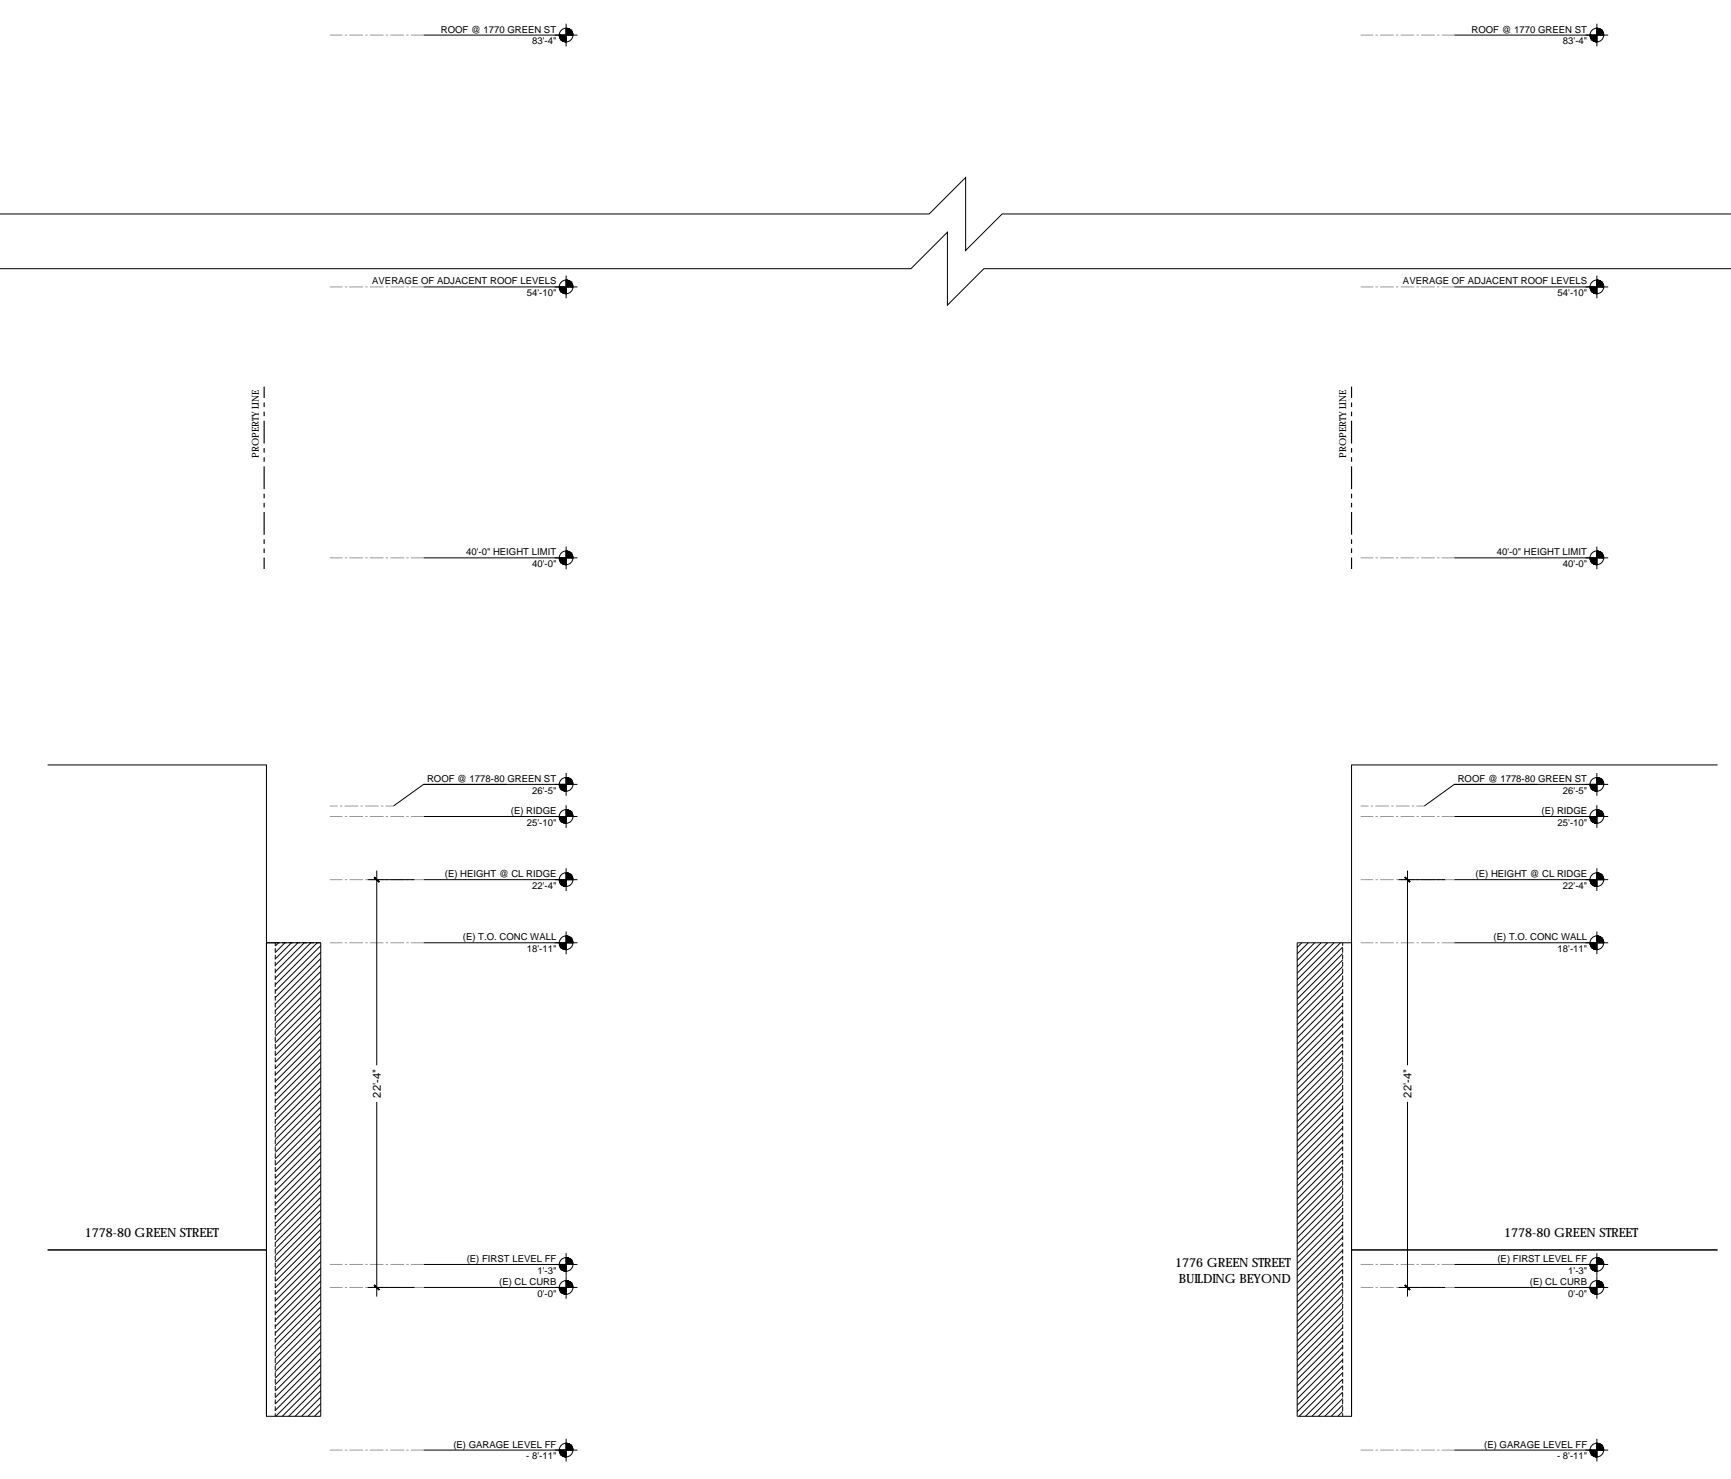 ROOF @ 1770 GREEN ST
83'-4"
ROOF @ 1770 GREEN ST
83'-4"
AVERAGE OF ADJACENT ROOF LEVELS
54'-10"
AVERAGE OF ADJACENT ROOF LEVELS
54'-10"
PROPERTY LINE
PROPERTY LINE
40'-0" HEIGHT LIMIT
40'-0"
40'-0" HEIGHT LIMIT
40'-0"
ROOF @ 1778-80 GREEN ST
26'-5"
(E) RIDGE
25'-10"
(E) HEIGHT @ CL RIDGE
22'-4"
(E) T.O. CONC WALL
18'-11"
22'-4"
1778-80 GREEN STREET
(E) FIRST LEVEL FF
1'-3"
(E) CL CURB
0'-0"
(E) GARAGE LEVEL FF
- 8'-11"
ROOF @ 1778-80 GREEN ST
26'-5"
(E) RIDGE
25'-10"
(E) HEIGHT @ CL RIDGE
22'-4"
(E) T.O. CONC WALL
18'-11"
22'-4"
1778-80 GREEN STREET
1776 GREEN STREET
BUILDING BEYOND
(E) FIRST LEVEL FF
1'-3"
(E) CL CURB
0'-0"
(E) GARAGE LEVEL FF
- 8'-11"